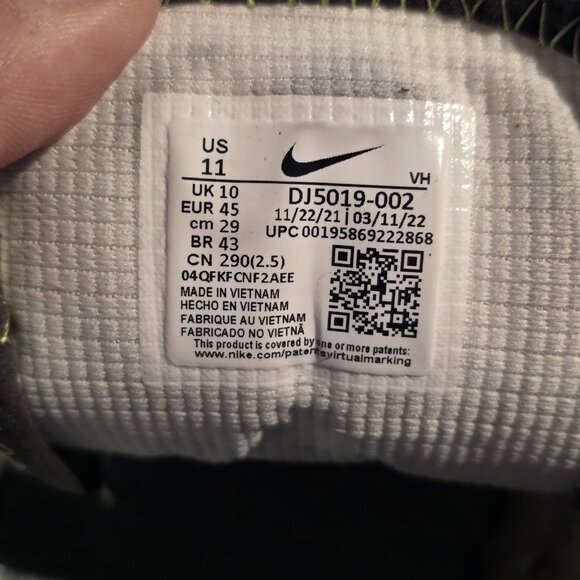 US
11
VH
UK 10
EUR 45
cm 29
BR 43
CN 290(2.5)
DJ5019-002
11/22/21 | 03/11/22
UPC 00195869222868
04QFKFCNF2AEE
MADE IN VIETNAM
HECHO EN VIETNAM
FABRIQUE AU VIETNAM
FABRICADO NO VIETNÃ
This product is covered by one or more patents:
www.nike.com/patentsvirtualmarking